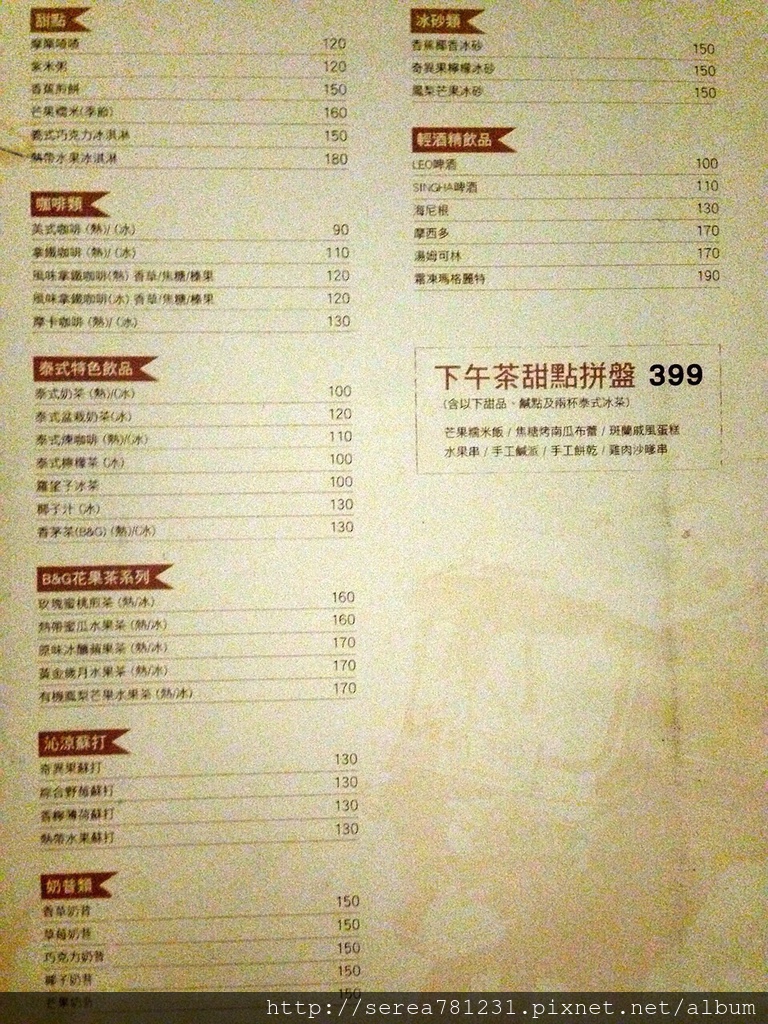 甜點
摩摩喳喳 120
紫米粥 120
香蕉煎餅 150
芒果糯米(季節) 160
義式巧克力冰淇淋 150
熱帶水果冰淇淋 180
咖啡類
美式咖啡 (熱)/ (冰) 90
拿鐵咖啡 (熱)/ (冰) 110
風味拿鐵咖啡(熱) 香草/焦糖/榛果 120
風味拿鐵咖啡(冰) 香草/焦糖/榛果 120
摩卡咖啡 (熱)/ (冰) 130
泰式特色飲品
泰式奶茶 (熱)/(冰) 100
泰式盆栽奶茶(冰) 120
泰式煉咖啡 (熱)/(冰) 110
泰式檸檬茶 (冰) 100
羅望子冰茶 100
椰子汁 (冰) 130
香茅茶(B&G) (熱)/(冰) 130
B&G花果茶系列
玫瑰蜜桃煎茶 (熱/冰) 160
熱帶蜜瓜水果茶 (熱/冰) 160
原味冰釀蘋果茶 (熱/冰) 170
黃金歲月水果茶 (熱/冰) 170
有機鳳梨芒果水果茶 (熱/冰) 170
沁涼蘇打
奇異果蘇打 130
綜合野莓蘇打 130
香檸薄荷蘇打 130
熱帶水果蘇打 130
奶昔類
香草奶昔 150
草莓奶昔 150
巧克力奶昔 150
椰子奶昔 150
芒果奶昔 150
冰砂類
香蕉椰香冰砂 150
奇異果檸檬冰砂 150
鳳梨芒果冰砂 150
輕酒精飲品
LEO啤酒 100
SINGHA啤酒 110
海尼根 130
摩西多 170
湯姆可林 170
霜凍瑪格麗特 190
下午茶甜點拼盤 399
(含以下甜品、鹹點及兩杯泰式冰茶)
芒果糯米飯 / 焦糖烤南瓜布蕾 / 斑蘭戚風蛋糕
水果串 / 手工鹹派 / 手工餅乾 / 雞肉沙嗲串
http://serea781231.pixnet.net/album